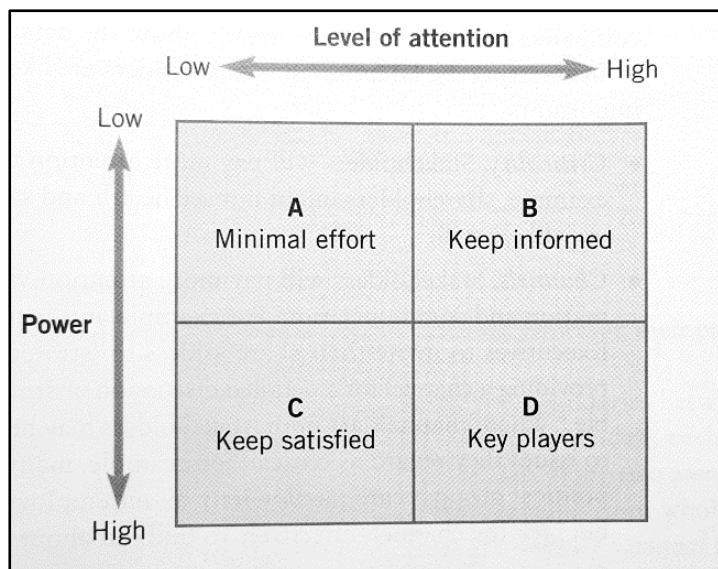 Level of attention
Low High
Low
A B
Minimal effort Keep informed
Power
C D
Keep satisfied Key players
High